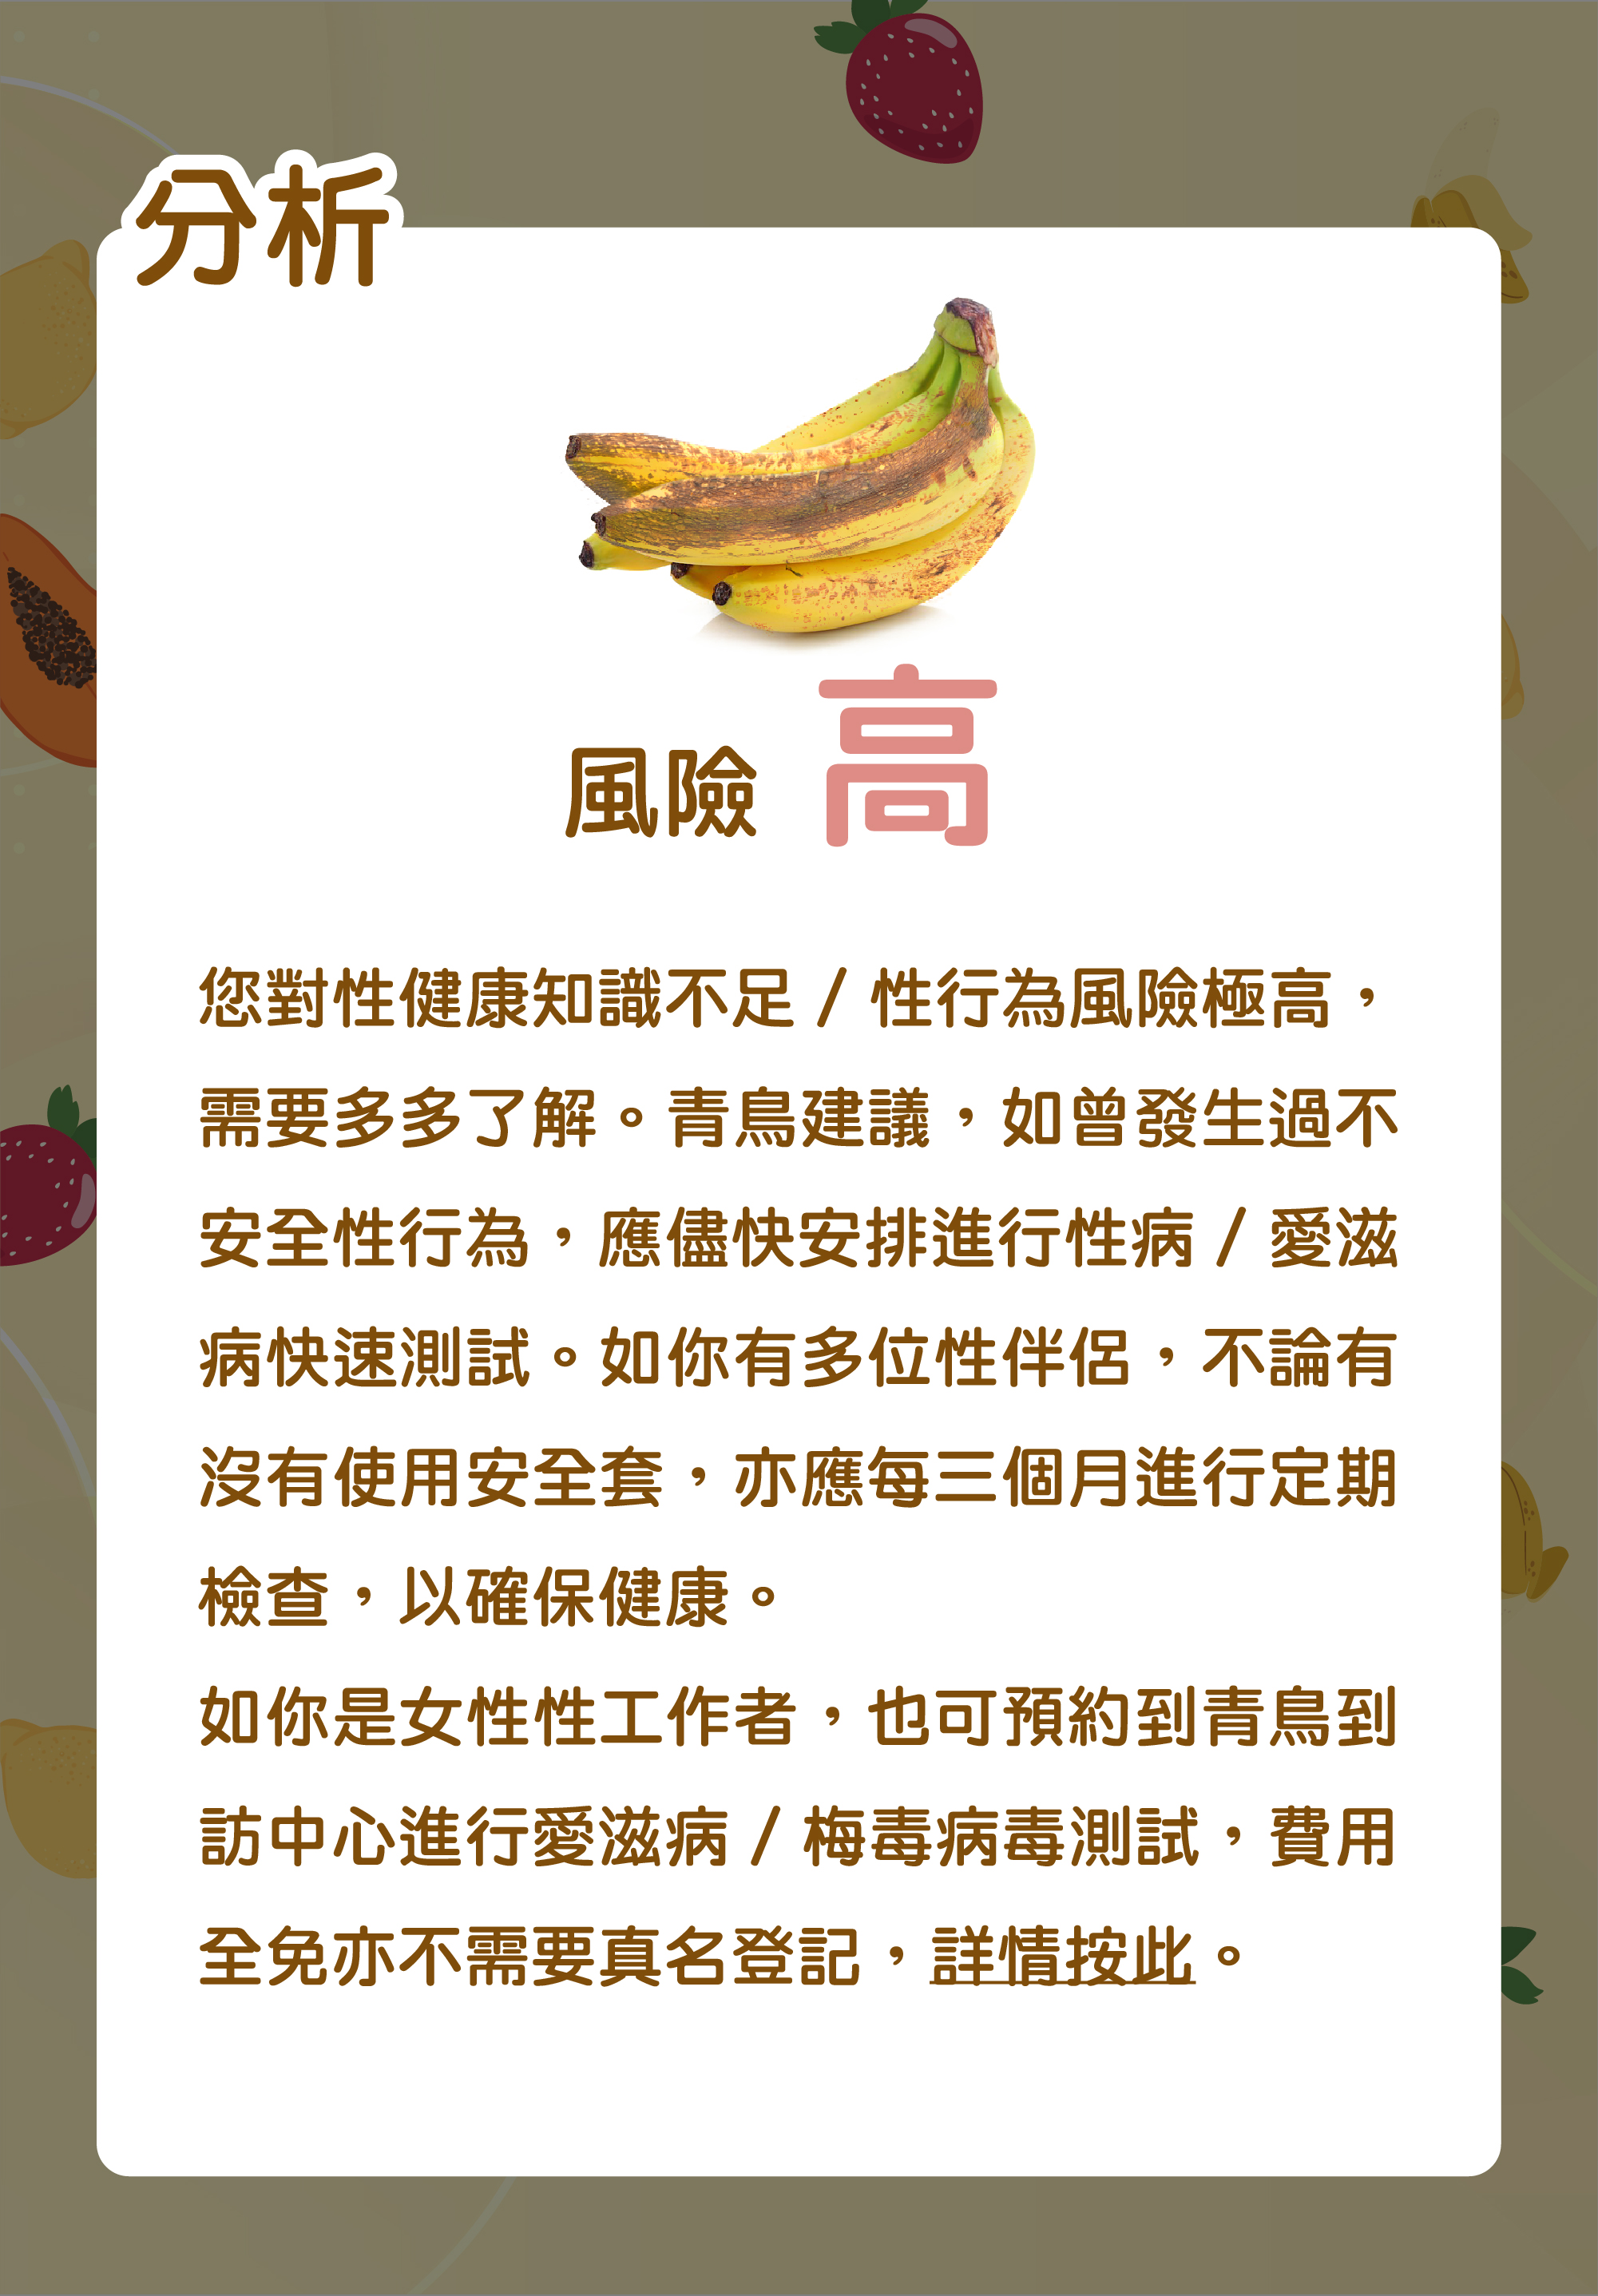 分析
風險 高
您對性健康知識不足 / 性行為風險極高，
需要多多了解。青鳥建議，如曾發生過不
安全性行為，應儘快安排進行性病 / 愛滋
病快速測試。如你有多位性伴侶，不論有
沒有使用安全套，亦應每三個月進行定期
檢查，以確保健康。
如你是女性性工作者，也可預約到青鳥到
訪中心進行愛滋病 / 梅毒病毒測試，費用
全免亦不需要真名登記，詳情按此。